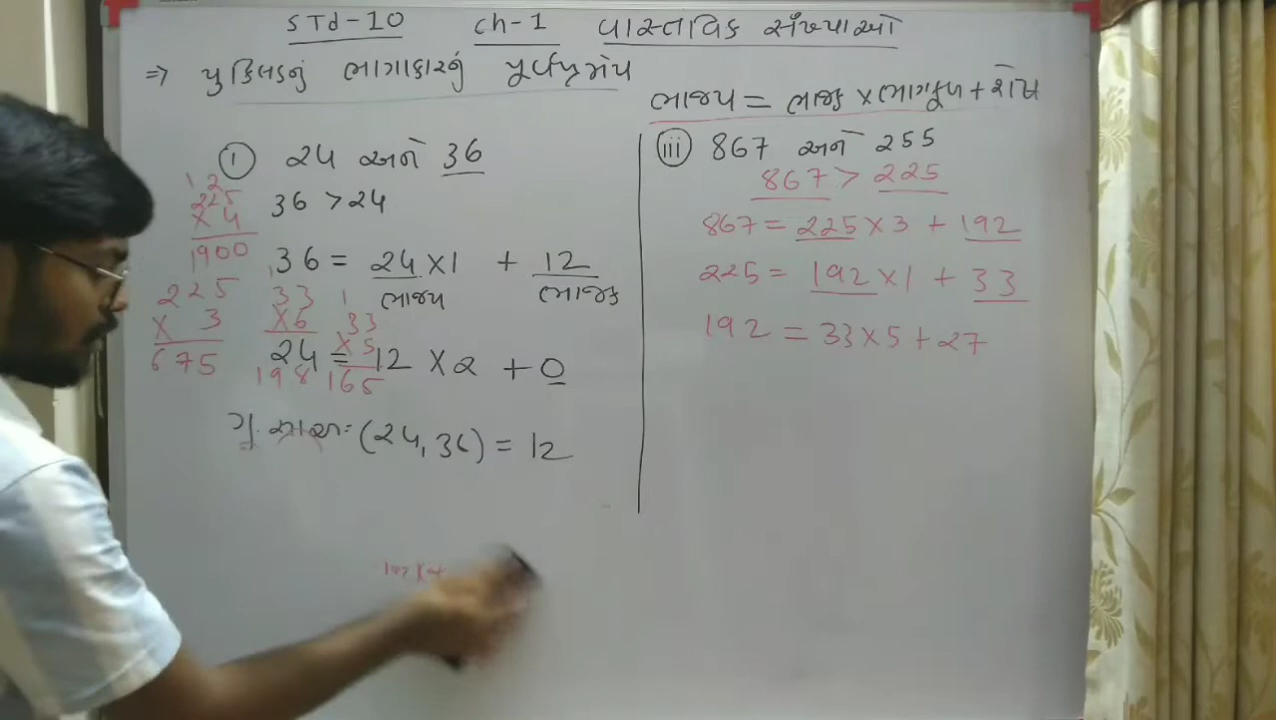 STD-10 Ch-1 વાસ્તવિક સંખ્યાઓ
⇒ યુક્લિડનું ભાગાકારનું પૂર્વપ્રમેય
ભાજ્ય = ભાજક × ભાગફળ + શેષ
(i) 24 અને 36
36 > 24
36 = 24 × 1 + 12
ભાજ્ય ભાજક
24 = 12 × 2 + 0
ગુ.સા.અ. (24, 36) = 12
12
225
× 4
1900
225
× 3
675
33
×6
198
1
33
×5
165
(iii) 867 અને 255
867 > 225
867 = 225 × 3 + 192
225 = 192 × 1 + 33
192 = 33 × 5 + 27